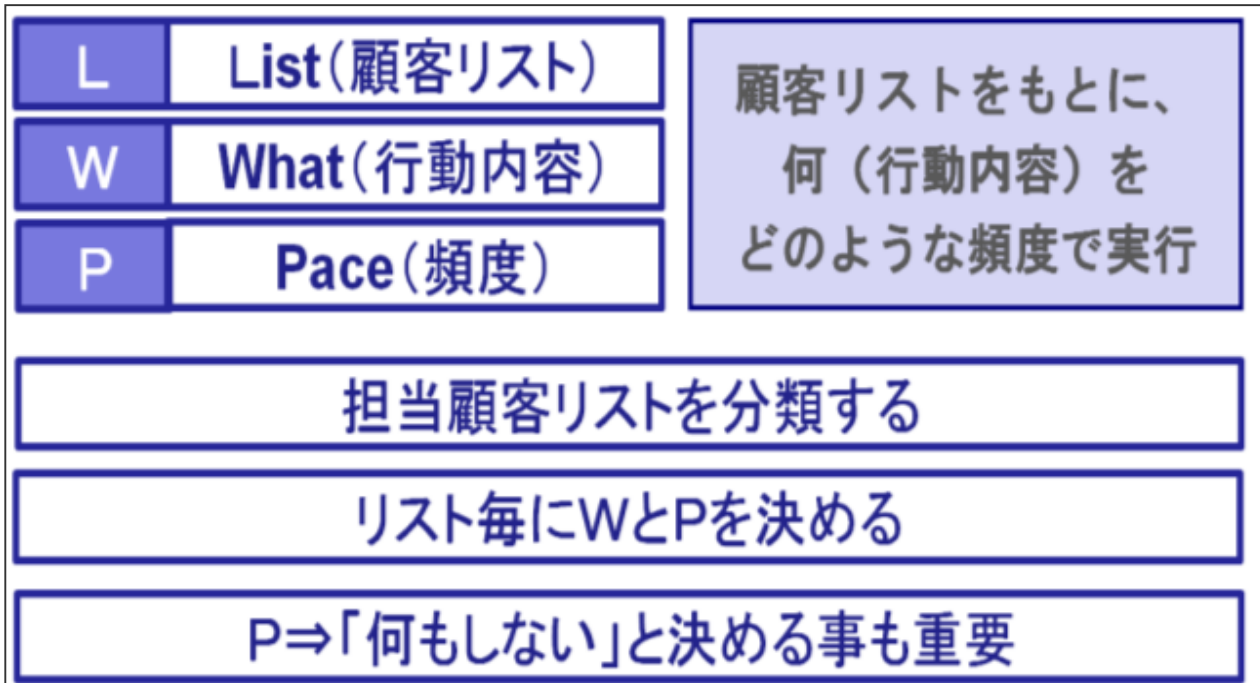 L List(顧客リスト)
W What(行動内容)
P Pace(頻度)
顧客リストをもとに、
何（行動内容）を
どのような頻度で実行
担当顧客リストを分類する
リスト毎にWとPを決める
P⇒｢何もしない｣と決める事も重要